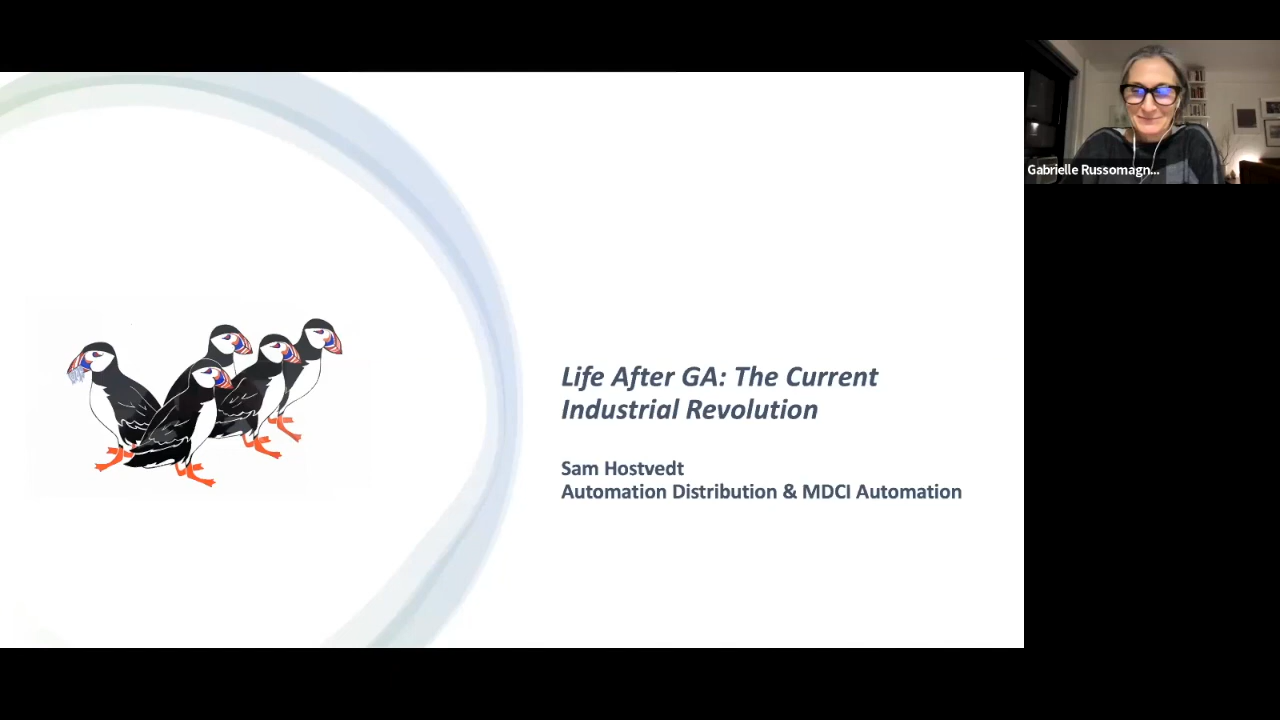 Gabrielle Russomagn...
Life After GA: The Current
Industrial Revolution
Sam Hostvedt
Automation Distribution & MDCI Automation